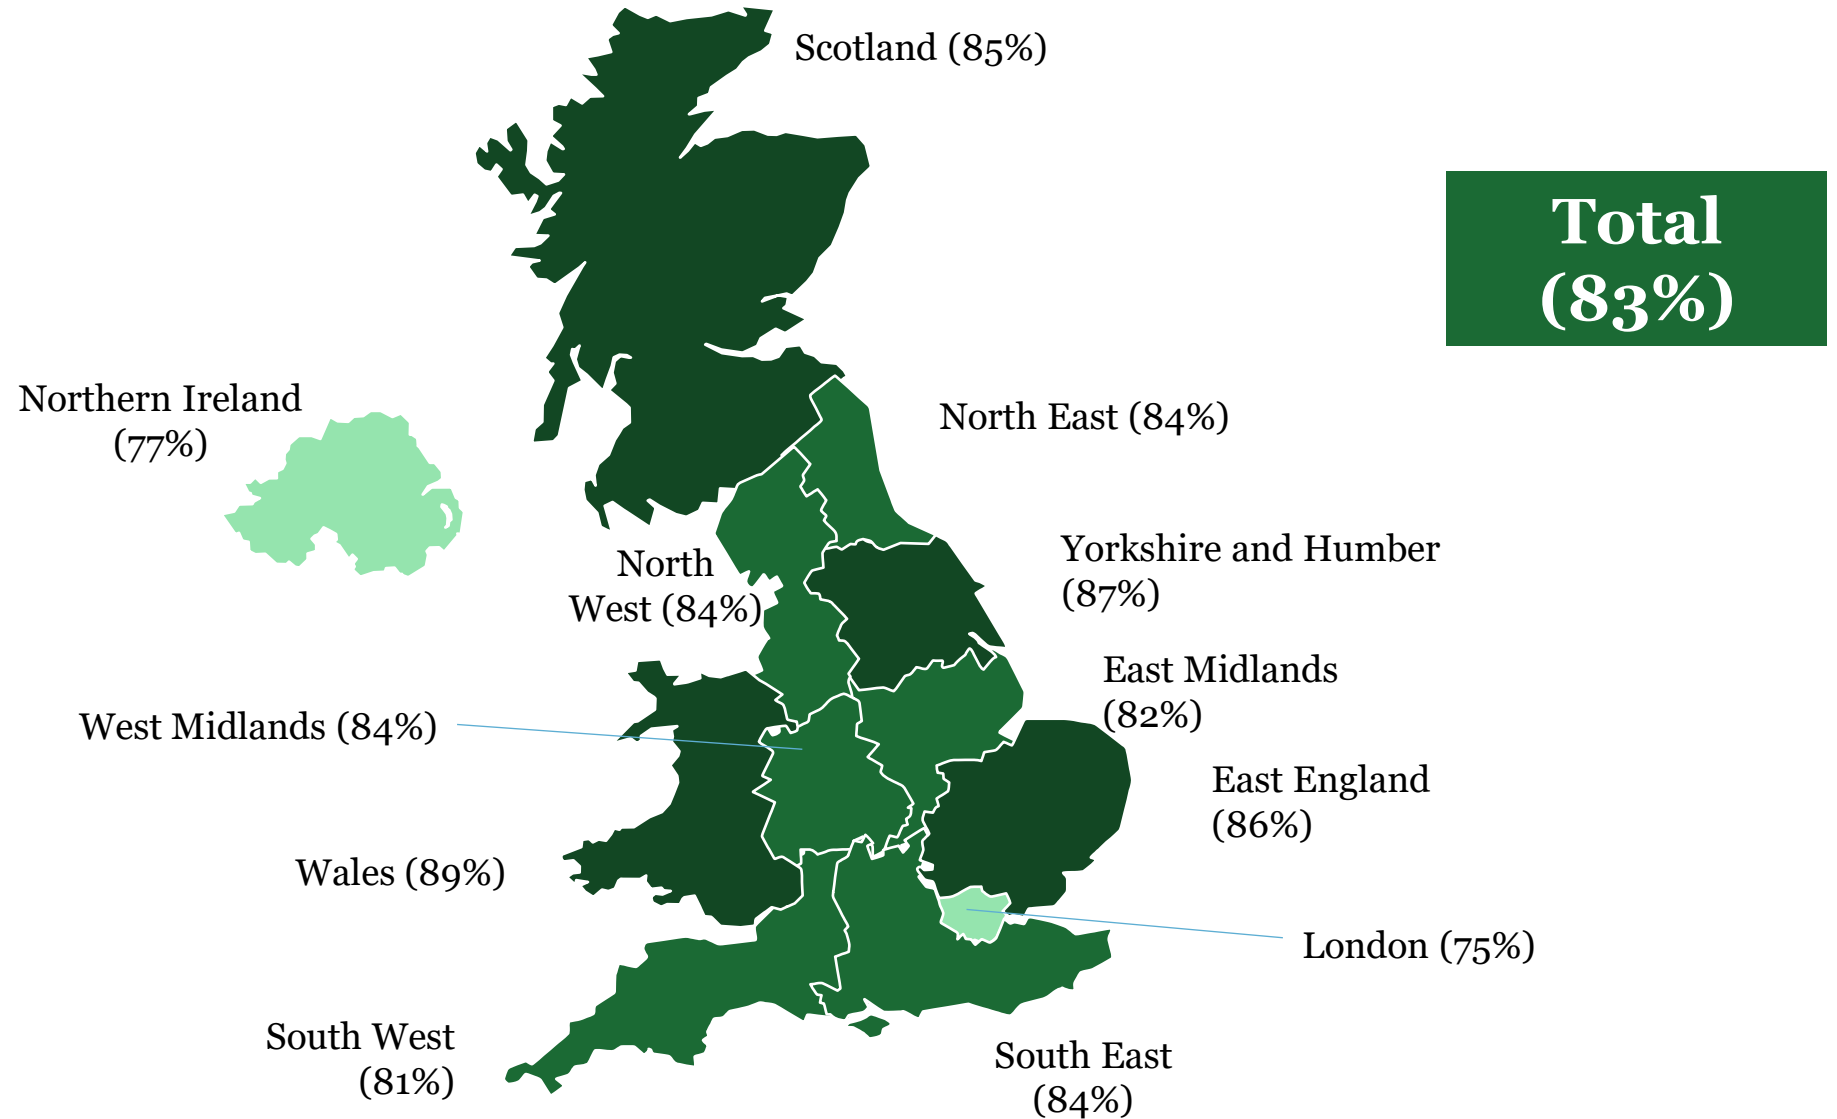 Scotland (85%)
Total
(83%)
Northern Ireland
(77%)
North East (84%)
North
West (84%)
Yorkshire and Humber
(87%)
East Midlands
(82%)
West Midlands (84%)
East England
(86%)
Wales (89%)
London (75%)
South West
(81%)
South East
(84%)